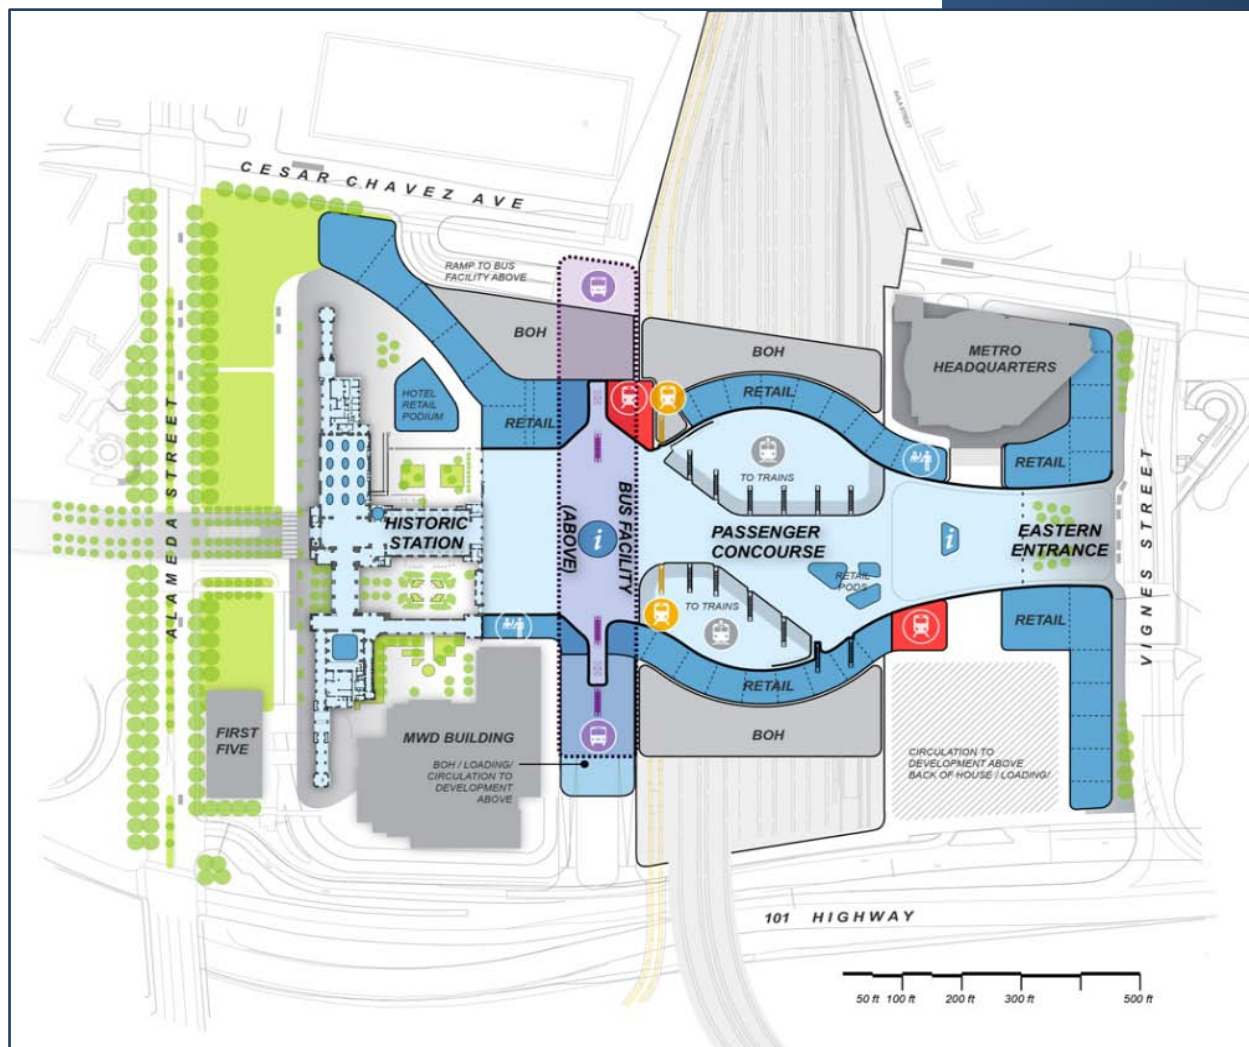 CESAR CHAVEZ AVE
AVILA STREET
RAMP TO BUS
FACILITY ABOVE
BOH
BOH
METRO
HEADQUARTERS
HOTEL
RETAIL
PODIUM
RETAIL
RETAIL
RETAIL
ALAMEDA STREET
TO TRAINS
HISTORIC
STATION
BUS FACILIE)
(ABOVE)
i
PASSENGER
CONCOURSE
i
EASTERN
ENTRANCE
VIGNES STREET
RETAIL
PODS
TO TRAINS
RETAIL
RETAIL
FIRST
FIVE
MWD BUILDING
BOH
BOH / LOADING/
CIRCULATION TO
DEVELOPMENT
ABOVE
CIRCULATION TO
DEVELOPMENT ABOVE
BACK OF HOUSE / LOADING/
101 HIGHWAY
50 ft 100 ft 200 ft 300 ft 500 ft